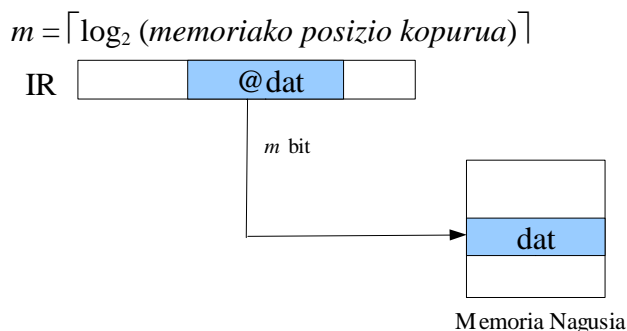 m = ⌈log₂ (memoriako posizio kopurua)⌉
IR
@dat
m bit
dat
Memoria Nagusia